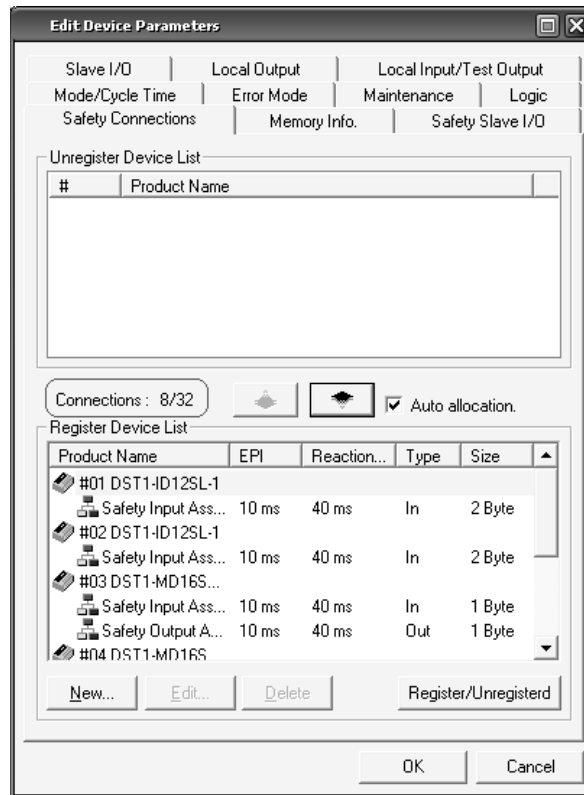 Edit Device Parameters
Slave I/O Local Output Local Input/Test Output
Mode/Cycle Time Error Mode Maintenance Logic
Safety Connections Memory Info. Safety Slave I/O
Unregister Device List
# Product Name
Connections : 8/32 Auto allocation.
Register Device List
Product Name EPI Reaction... Type Size
#01 DST1-ID12SL-1
Safety Input Ass... 10 ms 40 ms In 2 Byte
#02 DST1-ID12SL-1
Safety Input Ass... 10 ms 40 ms In 2 Byte
#03 DST1-MD16S...
Safety Input Ass... 10 ms 40 ms In 1 Byte
Safety Output A... 10 ms 40 ms Out 1 Byte
#04 DST1-MD16S
New... Edit... Delete Register/Unregisterd
OK Cancel